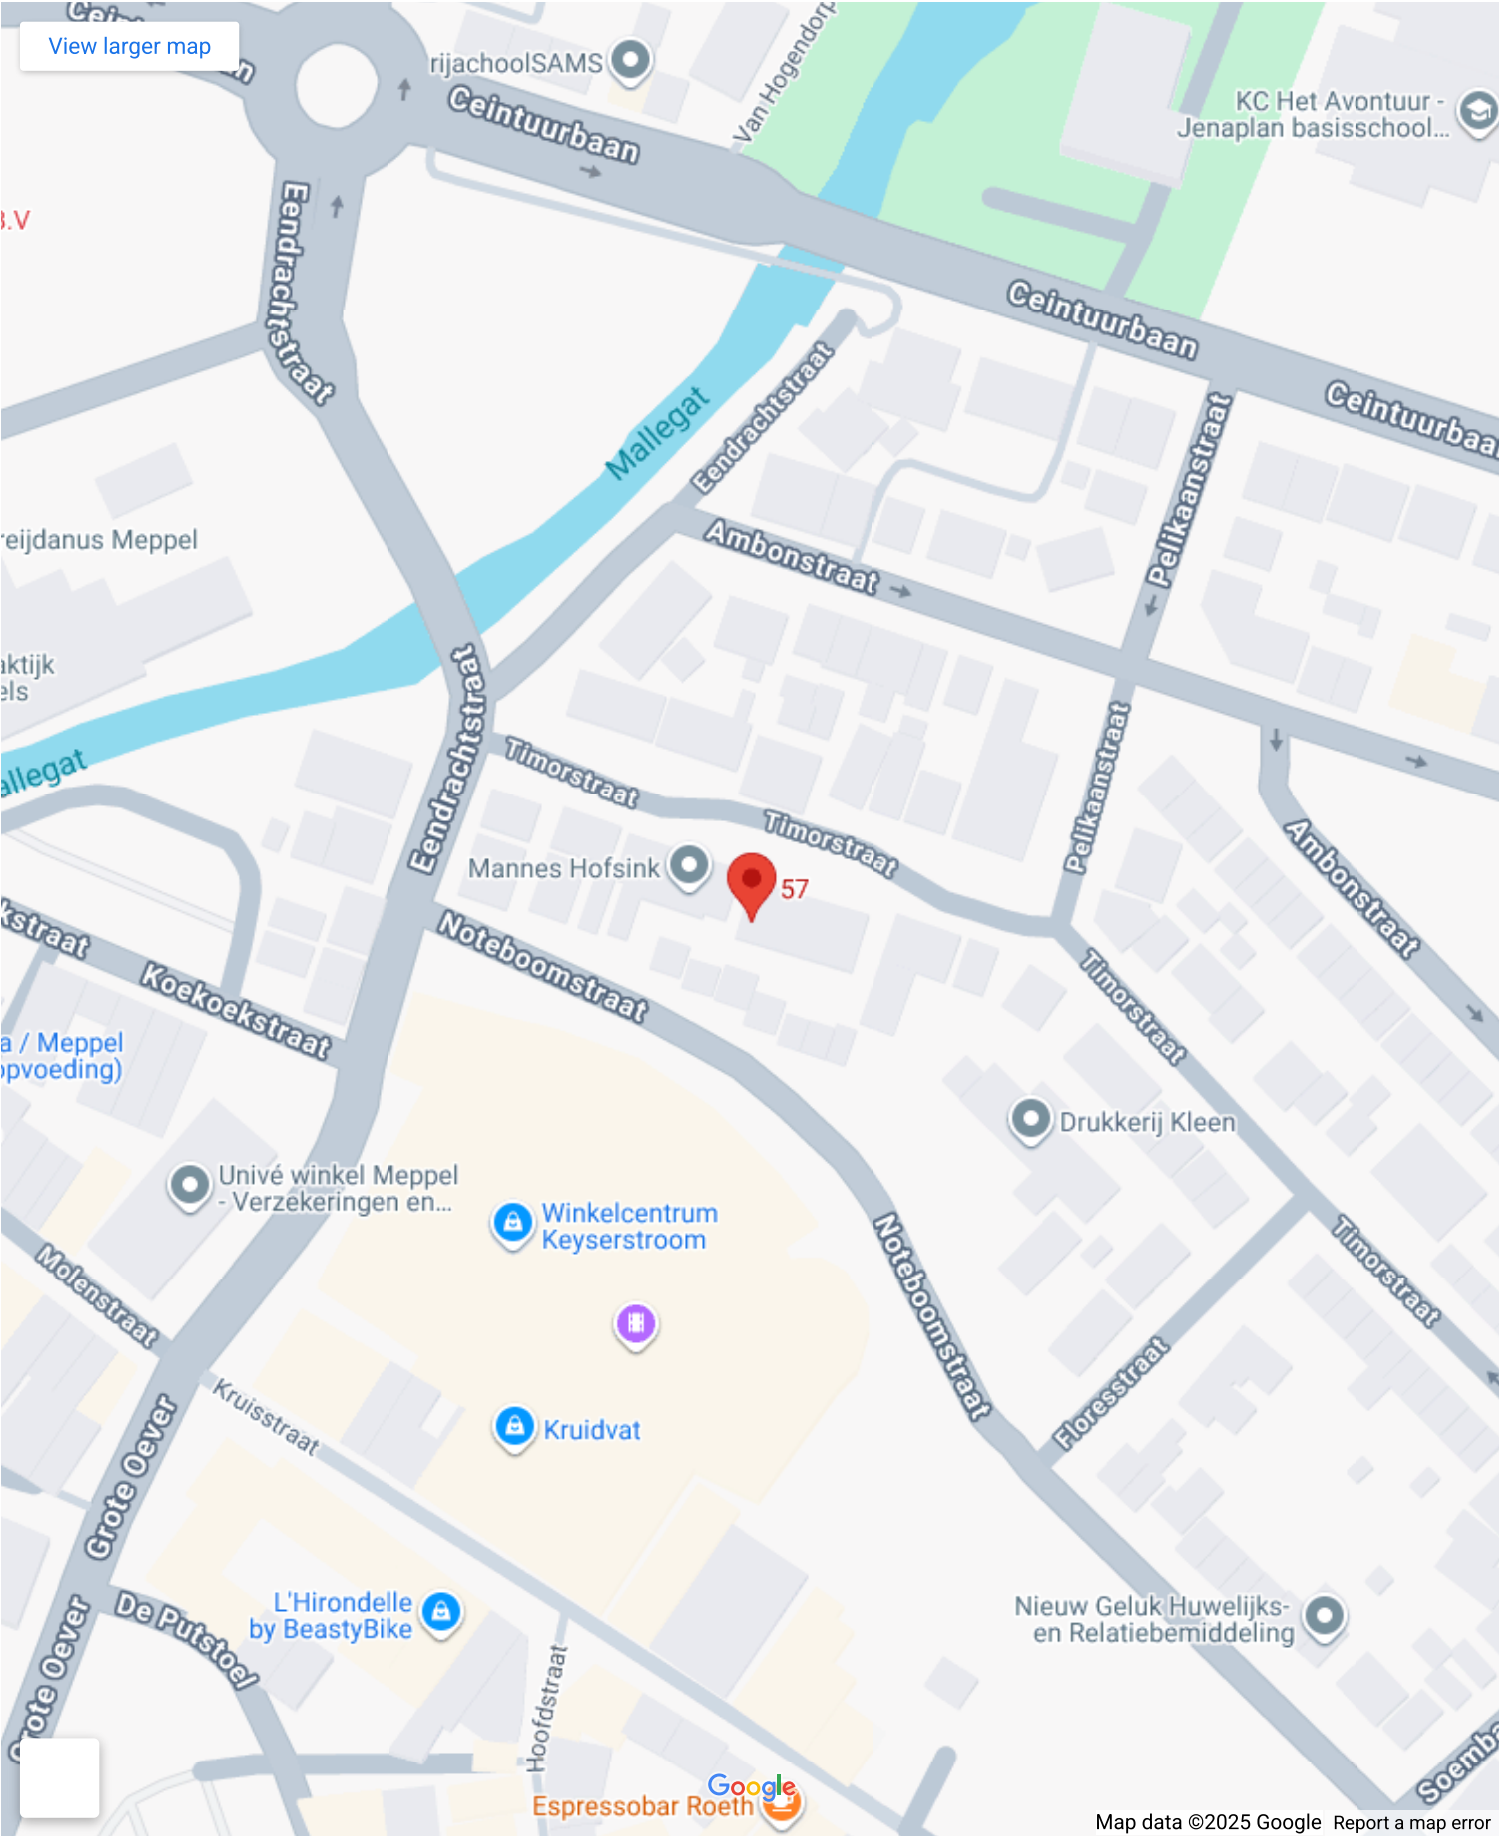 View larger map
rijachoolSAMS
Van Hogendorp
Ceintuurbaan
KC Het Avontuur -
Jenaplan basisschool...
B.V
Eendrachtstraat
Ceintuurbaan
Ceintuurbaan
Mallegat
Eendrachtstraat
Pelikaanstraat
reijdanus Meppel
Ambonstraat
aktijk
els
Eendrachtstraat
Timorstraat
Pelikaanstraat
allegat
Timorstraat
Ambonstraat
Mannes Hofsink
57
kstraat
Noteboomstraat
Koekoekstraat
Timorstraat
a / Meppel
opvoeding)
Drukkerij Kleen
Univé winkel Meppel
- Verzekeringen en...
Winkelcentrum
Keyserstroom
Molenstraat
Noteboomstraat
Timorstraat
Kruisstraat
Kruidvat
Floresstraat
Grote Oever
L'Hirondelle
by BeastyBike
Nieuw Geluk Huwelijks-
en Relatiebemiddeling
De Putstoel
Grote Oever
Hoofdstraat
Soemba
Google
Espressobar Roeth
Map data ©2025 Google
Report a map error